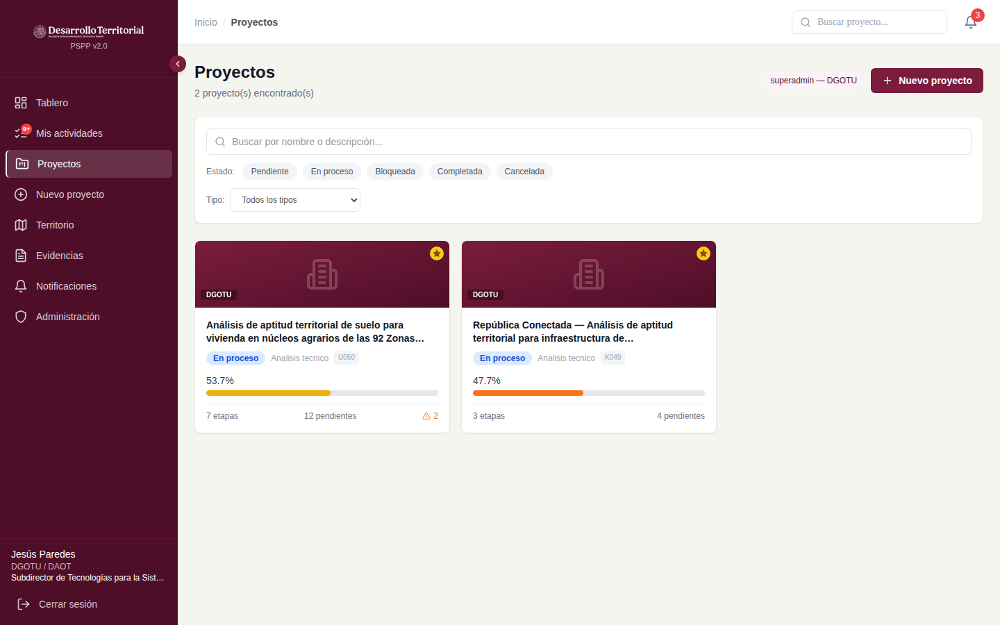 DesarrolloTerritorial
Secretaría de Desarrollo Agrario, Territorial y Urbano
PSPP v2.0
Tablero
9+
Mis actividades
Proyectos
Nuevo proyecto
Territorio
Evidencias
Notificaciones
Administración
Jesús Paredes
DGOTU / DAOT
Subdirector de Tecnologías para la Sist…
Cerrar sesión
Inicio / Proyectos
Buscar proyecto...
3
Proyectos
2 proyecto(s) encontrado(s)
superadmin — DGOTU
Nuevo proyecto
Buscar por nombre o descripción...
Estado: Pendiente En proceso Bloqueada Completada Cancelada
Tipo: Todos los tipos
DGOTU
Análisis de aptitud territorial de suelo para
vivienda en núcleos agrarios de las 92 Zonas…
En proceso Analisis tecnico U050
53.7%
7 etapas 12 pendientes 2
DGOTU
República Conectada — Análisis de aptitud
territorial para infraestructura de…
En proceso Analisis tecnico K049
47.7%
3 etapas 4 pendientes